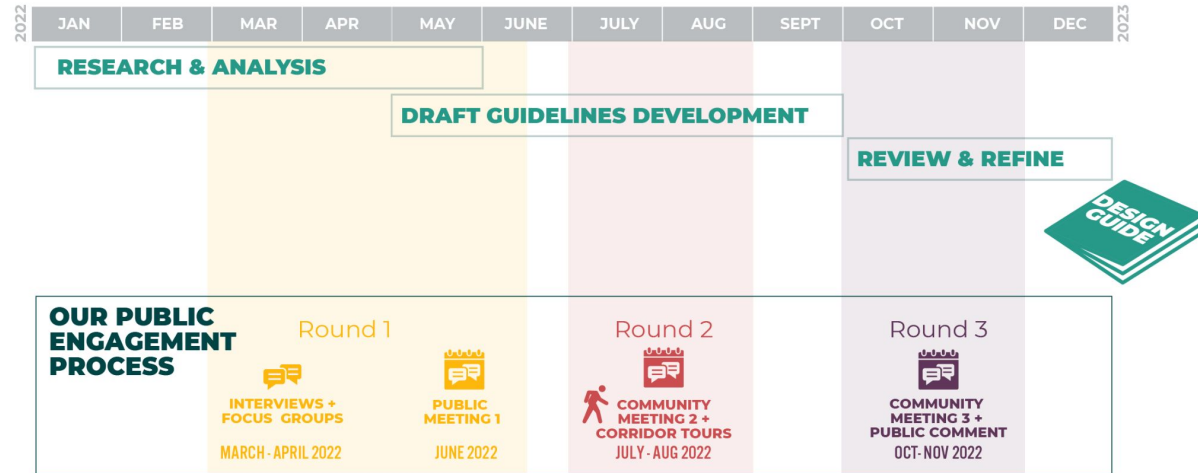 2022
JAN FEB MAR APR MAY JUNE JULY AUG SEPT OCT NOV DEC
2023
RESEARCH & ANALYSIS
DRAFT GUIDELINES DEVELOPMENT
REVIEW & REFINE
DESIGN
GUIDE
OUR PUBLIC
ENGAGEMENT
PROCESS
Round 1
INTERVIEWS +
FOCUS GROUPS
MARCH - APRIL 2022
PUBLIC
MEETING 1
JUNE 2022
Round 2
COMMUNITY
MEETING 2 +
CORRIDOR TOURS
JULY - AUG 2022
Round 3
COMMUNITY
MEETING 3 +
PUBLIC COMMENT
OCT- NOV 2022